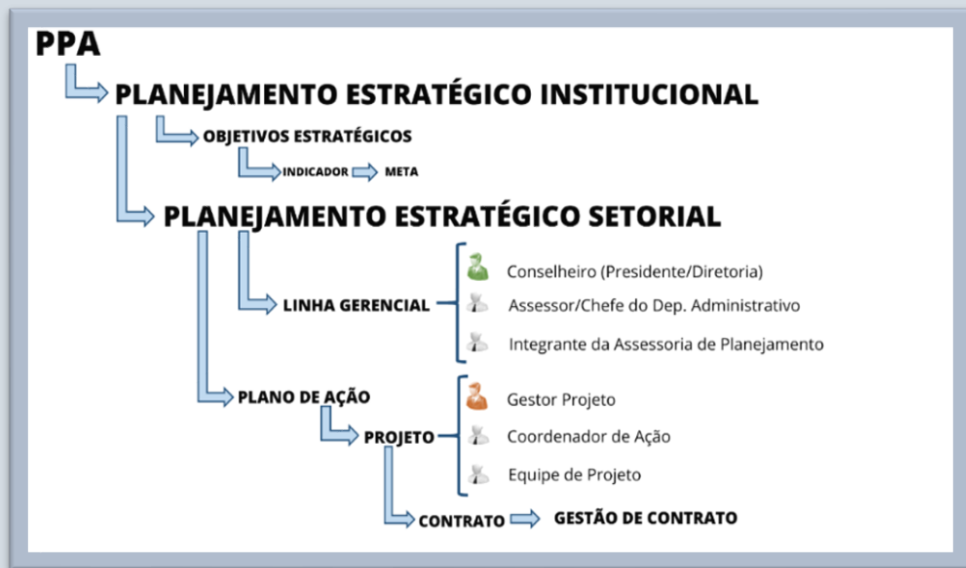 PPA
PLANEJAMENTO ESTRATÉGICO INSTITUCIONAL
OBJETIVOS ESTRATÉGICOS
INDICADOR META
PLANEJAMENTO ESTRATÉGICO SETORIAL
LINHA GERENCIAL
Conselheiro (Presidente/Diretoria)
Assessor/Chefe do Dep. Administrativo
Integrante da Assessoria de Planejamento
PLANO DE AÇÃO
PROJETO
Gestor Projeto
Coordenador de Ação
Equipe de Projeto
CONTRATO GESTÃO DE CONTRATO